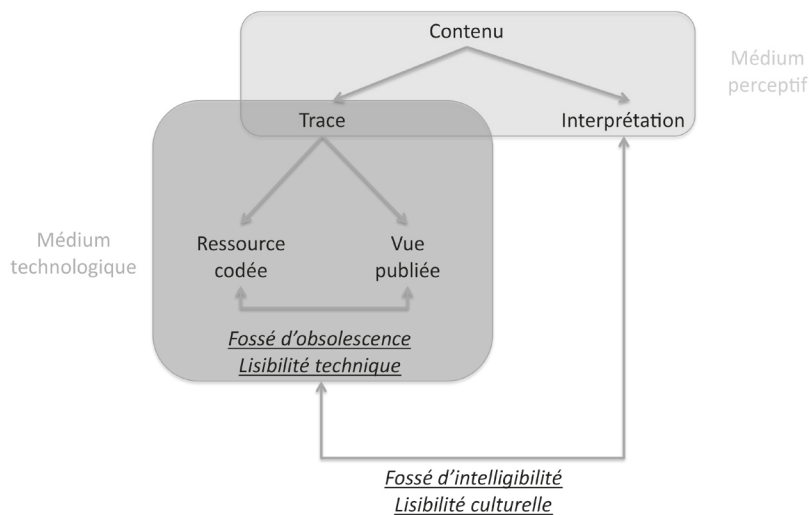 Contenu
Médium
perceptif
Trace
Interprétation
Médium
technologique
Ressource
codée
Vue
publiée
Fossé d’obsolescence
Lisibilité technique
Fossé d’intelligibilité
Lisibilité culturelle